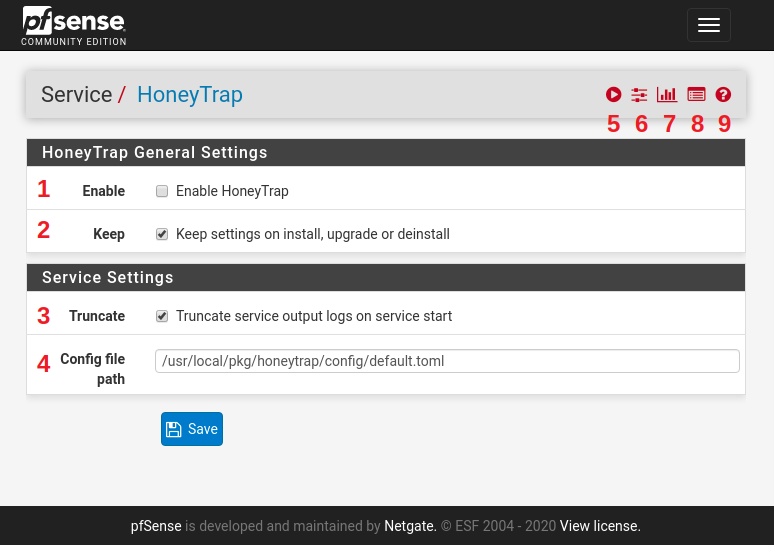 pfsense
COMMUNITY EDITION
Service / HoneyTrap
5 6 7 8 9
HoneyTrap General Settings
1 Enable Enable HoneyTrap
2 Keep Keep settings on install, upgrade or deinstall
Service Settings
3 Truncate Truncate service output logs on service start
4 Config file path /usr/local/pkg/honeytrap/config/default.toml
Save
pfSense is developed and maintained by Netgate. © ESF 2004 - 2020 View license.